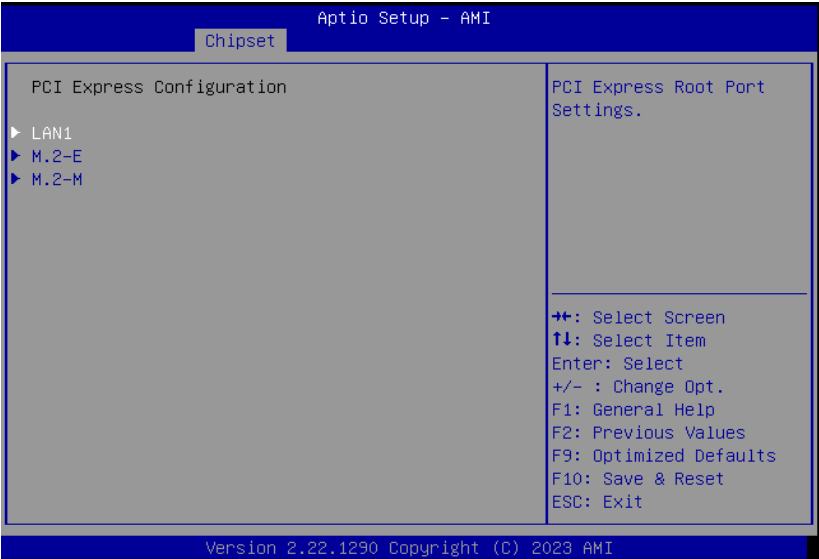 Aptio Setup – AMI
Chipset
PCI Express Configuration
LAN1
M.2-E
M.2-M
PCI Express Root Port
Settings.
→←: Select Screen
↑↓: Select Item
Enter: Select
+/- : Change Opt.
F1: General Help
F2: Previous Values
F9: Optimized Defaults
F10: Save & Reset
ESC: Exit
Version 2.22.1290 Copyright (C) 2023 AMI